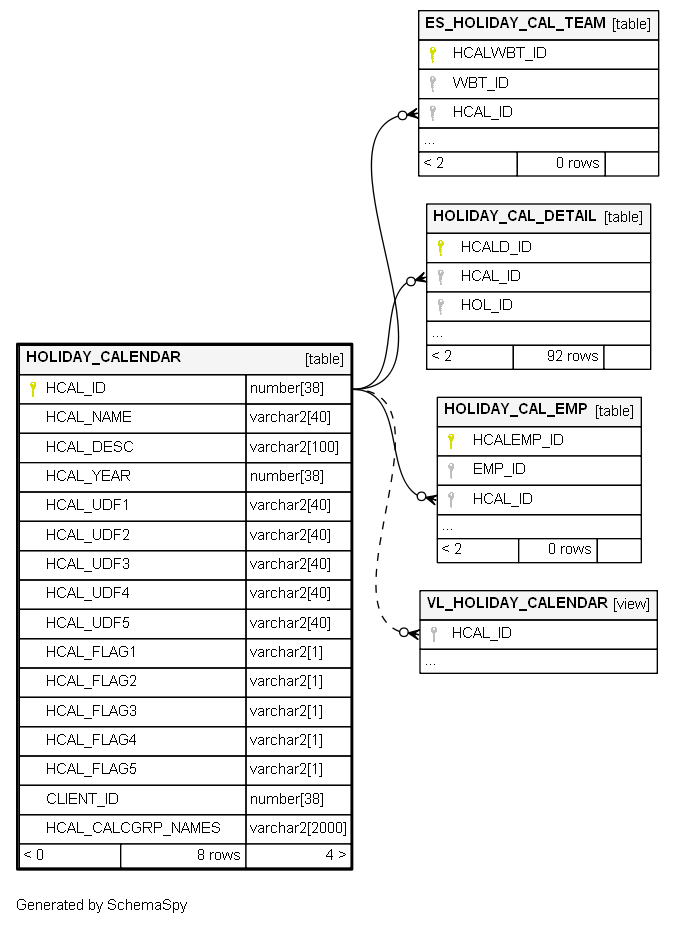 ES_HOLIDAY_CAL_TEAM [table]
HCALWBT_ID
WBT_ID
HCAL_ID
...
< 2 0 rows
HOLIDAY_CAL_DETAIL [table]
HCALD_ID
HCAL_ID
HOL_ID
...
< 2 92 rows
HOLIDAY_CALENDAR [table]
HCAL_ID number[38]
HCAL_NAME varchar2[40]
HCAL_DESC varchar2[100]
HCAL_YEAR number[38]
HCAL_UDF1 varchar2[40]
HCAL_UDF2 varchar2[40]
HCAL_UDF3 varchar2[40]
HCAL_UDF4 varchar2[40]
HCAL_UDF5 varchar2[40]
HCAL_FLAG1 varchar2[1]
HCAL_FLAG2 varchar2[1]
HCAL_FLAG3 varchar2[1]
HCAL_FLAG4 varchar2[1]
HCAL_FLAG5 varchar2[1]
CLIENT_ID number[38]
HCAL_CALCGRP_NAMES varchar2[2000]
< 0 8 rows 4 >
HOLIDAY_CAL_EMP [table]
HCALEMP_ID
EMP_ID
HCAL_ID
...
< 2 0 rows
VL_HOLIDAY_CALENDAR [view]
HCAL_ID
...
Generated by SchemaSpy